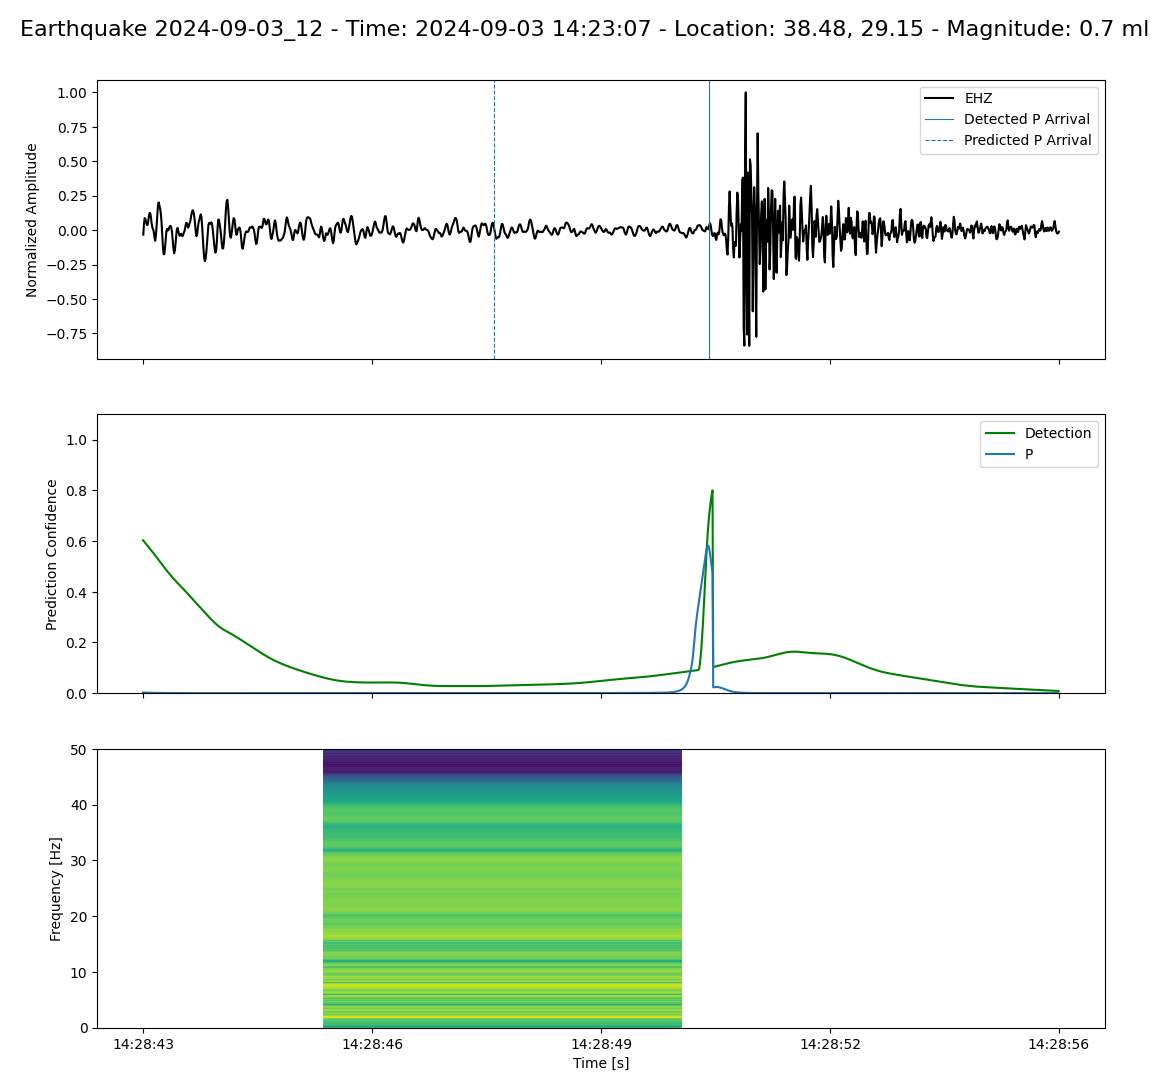 Earthquake 2024-09-03_12 - Time: 2024-09-03 14:23:07 - Location: 38.48, 29.15 - Magnitude: 0.7 ml
Normalized Amplitude
1.00
0.75
0.50
0.25
0.00
−0.25
−0.50
−0.75
EHZ
Detected P Arrival
Predicted P Arrival
Prediction Confidence
1.0
0.8
0.6
0.4
0.2
0.0
Detection
P
Frequency [Hz]
50
40
30
20
10
0
14:28:43 14:28:46 14:28:49 14:28:52 14:28:56
Time [s]